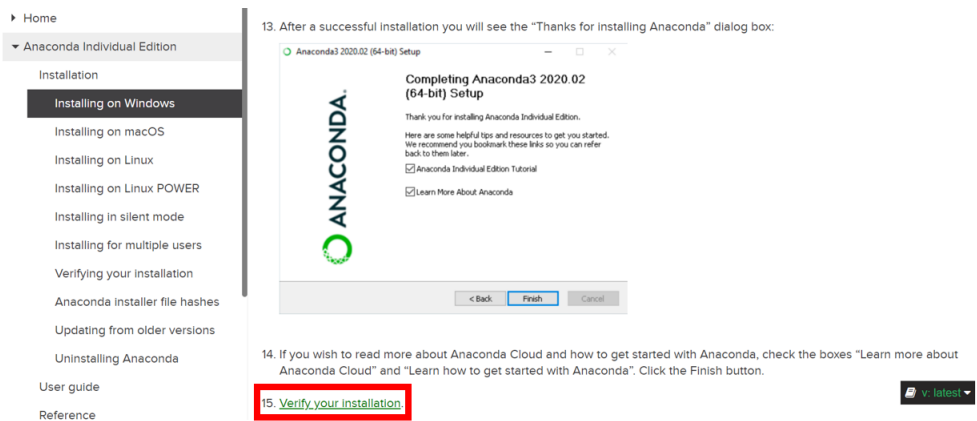 Home
Anaconda Individual Edition
Installation
Installing on Windows
Installing on macOS
Installing on Linux
Installing on Linux POWER
Installing in silent mode
Installing for multiple users
Verifying your installation
Anaconda installer file hashes
Updating from older versions
Uninstalling Anaconda
User guide
Reference
13. After a successful installation you will see the “Thanks for installing Anaconda” dialog box:
Anaconda3 2020.02 (64-bit) Setup
ANACONDA.
Completing Anaconda3 2020.02
(64-bit) Setup
Thank you for installing Anaconda Individual Edition.
Here are some helpful tips and resources to get you started.
We recommend you bookmark these links so you can refer
back to them later.
Anaconda Individual Edition Tutorial
Learn More About Anaconda
< Back Finish Cancel
14. If you wish to read more about Anaconda Cloud and how to get started with Anaconda, check the boxes “Learn more about
Anaconda Cloud” and “Learn how to get started with Anaconda”. Click the Finish button.
15. Verify your installation.
v: latest